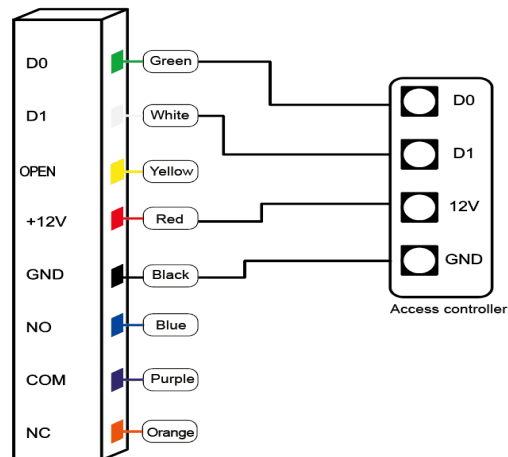 D0 Green
D1 White
OPEN Yellow
+12V Red
GND Black
NO Blue
COM Purple
NC Orange
D0
D1
12V
GND
Access controller